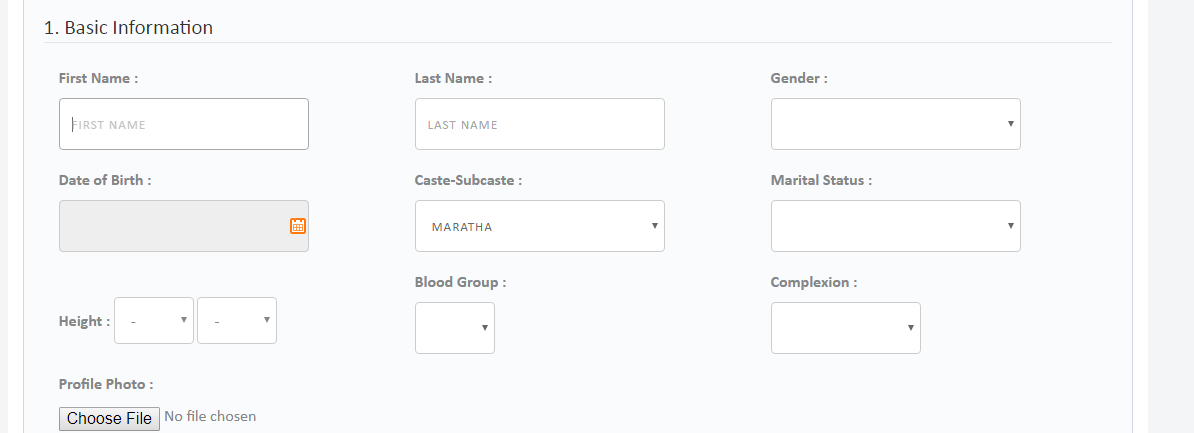 1. Basic Information
First Name : Last Name : Gender :
FIRST NAME LAST NAME
Date of Birth : Caste-Subcaste : Marital Status :
MARATHA
Blood Group : Complexion :
Height : - -
Profile Photo :
Choose File No file chosen